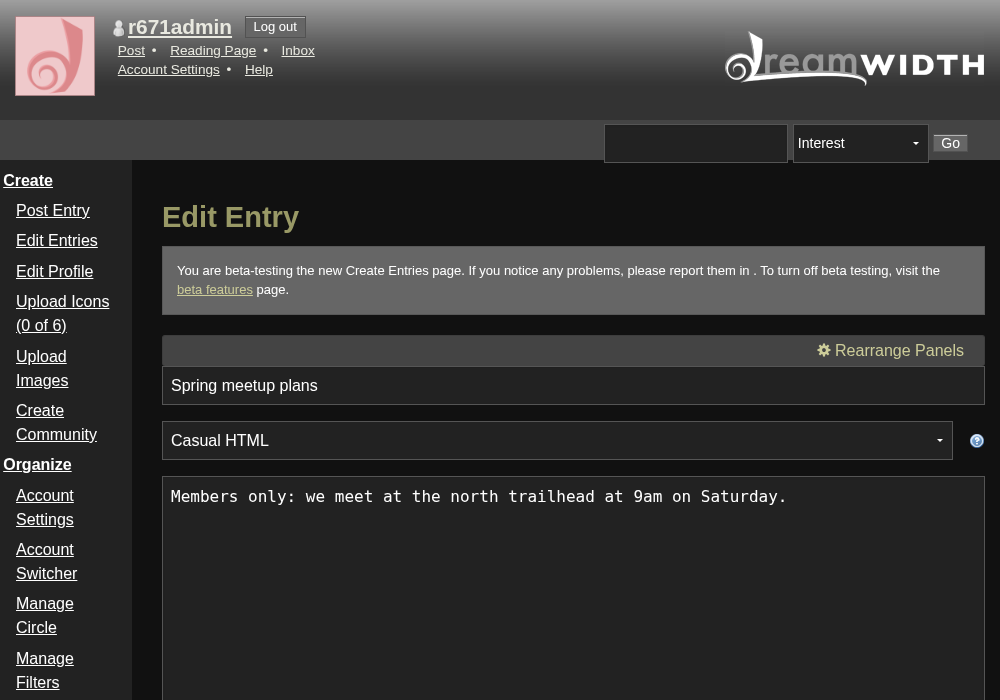 r671admin Log out
Post • Reading Page • Inbox
Account Settings • Help
dreamWIDTH
Interest Go
Create
Post Entry
Edit Entries
Edit Profile
Upload Icons
(0 of 6)
Upload
Images
Create
Community
Organize
Account
Settings
Account
Switcher
Manage
Circle
Manage
Filters
Edit Entry
You are beta-testing the new Create Entries page. If you notice any problems, please report them in . To turn off beta testing, visit the
beta features page.
Rearrange Panels
Spring meetup plans
Casual HTML
Members only: we meet at the north trailhead at 9am on Saturday.